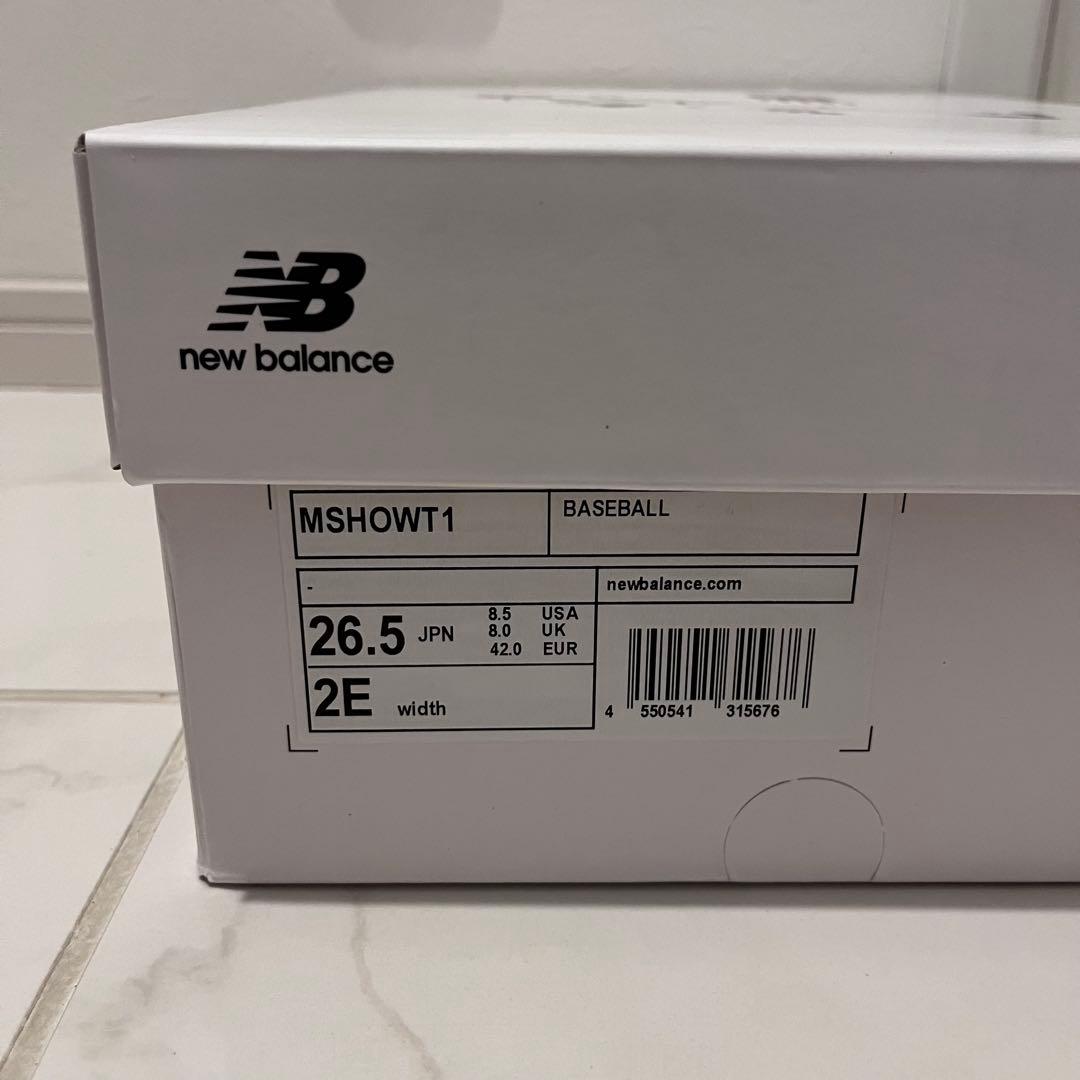 NB
new balance
MSHOWT1
BASEBALL
-
newbalance.com
26.5 JPN
8.5 USA
8.0 UK
42.0 EUR
2E width
4 550541 315676